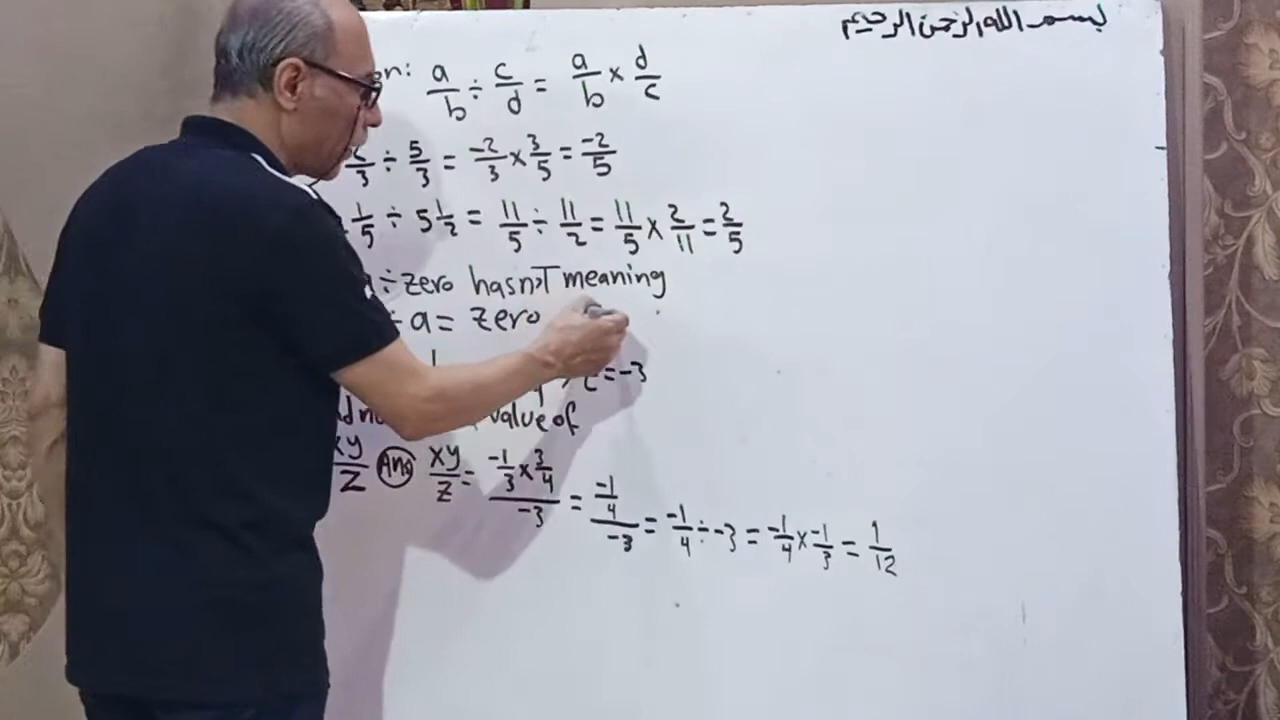 بسم الله الرحمن الرحيم
on: a/b ÷ c/d = a/b × d/c
/3 ÷ 5/3 = -2/3 × 3/5 = -2/5
1/5 ÷ 5 1/2 = 11/5 ÷ 11/2 = 11/5 × 2/11 = 2/5
÷ zero hasn't meaning
÷ a = zero
, z = -3
value of
xy/z Ans xy/z = (-1/3 × 3/4)/-3 = (-1/4)/-3 = -1/4 ÷ -3 = -1/4 × -1/3 = 1/12